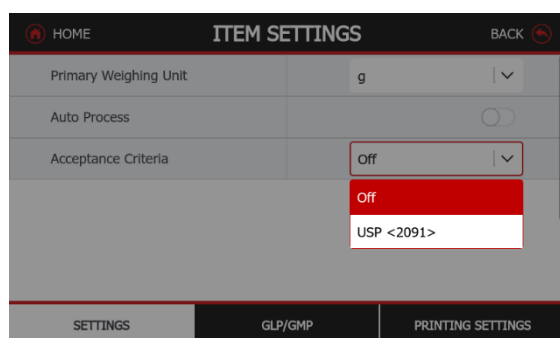 HOME ITEM SETTINGS BACK
Primary Weighing Unit g
Auto Process
Acceptance Criteria Off
Off
USP <2091>
SETTINGS GLP/GMP PRINTING SETTINGS